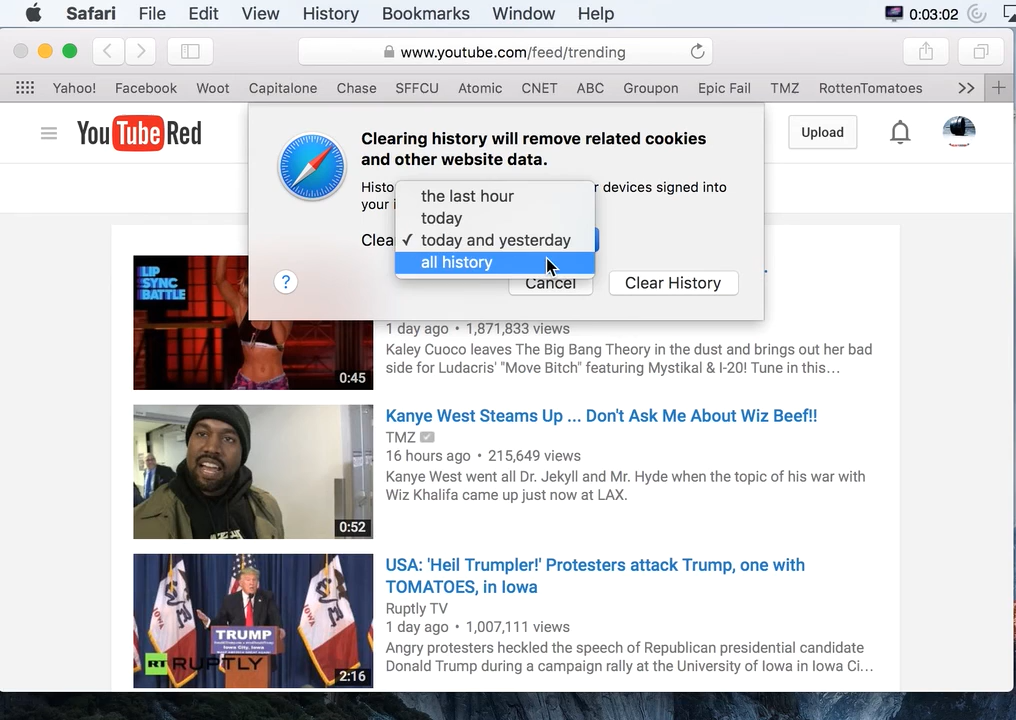 Safari File Edit View History Bookmarks Window Help 0:03:02
www.youtube.com/feed/trending
Yahoo! Facebook Woot Capitalone Chase SFFCU Atomic CNET ABC Groupon Epic Fail TMZ RottenTomatoes >> +
YouTube Red
Upload
Clearing history will remove related cookies
and other website data.
r devices signed into
your i
the last hour
today
Clea ✓ today and yesterday
all history
? Cancel Clear History
LIP
SYNC
BATTLE
0:45
1 day ago • 1,871,833 views
Kaley Cuoco leaves The Big Bang Theory in the dust and brings out her bad
side for Ludacris' "Move Bitch" featuring Mystikal & I-20! Tune in this...
Kanye West Steams Up ... Don't Ask Me About Wiz Beef!!
TMZ
16 hours ago • 215,649 views
Kanye West went all Dr. Jekyll and Mr. Hyde when the topic of his war with
Wiz Khalifa came up just now at LAX.
0:52
USA: 'Heil Trumpler!' Protesters attack Trump, one with
TOMATOES, in Iowa
Ruptly TV
1 day ago • 1,007,111 views
Angry protesters heckled the speech of Republican presidential candidate
Donald Trump during a campaign rally at the University of Iowa in Iowa Ci...
TRUMP
Iowa City, Iowa
RT RUPTLY
2:16